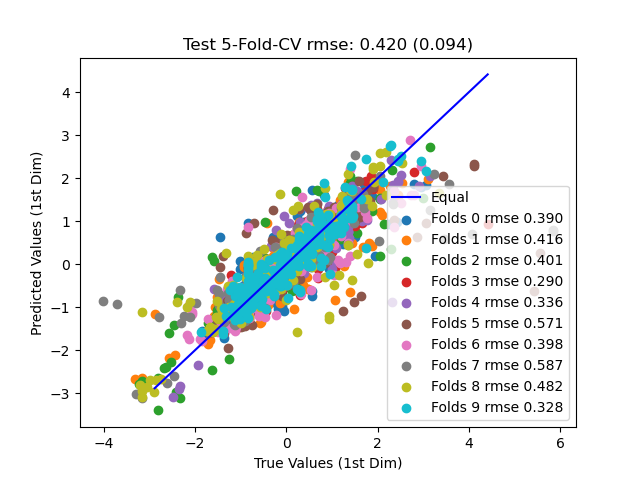 Test 5-Fold-CV rmse: 0.420 (0.094)
Predicted Values (1st Dim)
4
3
2
1
0
−1
−2
−3
Equal
Folds 0 rmse 0.390
Folds 1 rmse 0.416
Folds 2 rmse 0.401
Folds 3 rmse 0.290
Folds 4 rmse 0.336
Folds 5 rmse 0.571
Folds 6 rmse 0.398
Folds 7 rmse 0.587
Folds 8 rmse 0.482
Folds 9 rmse 0.328
−4 −2 0 2 4 6
True Values (1st Dim)